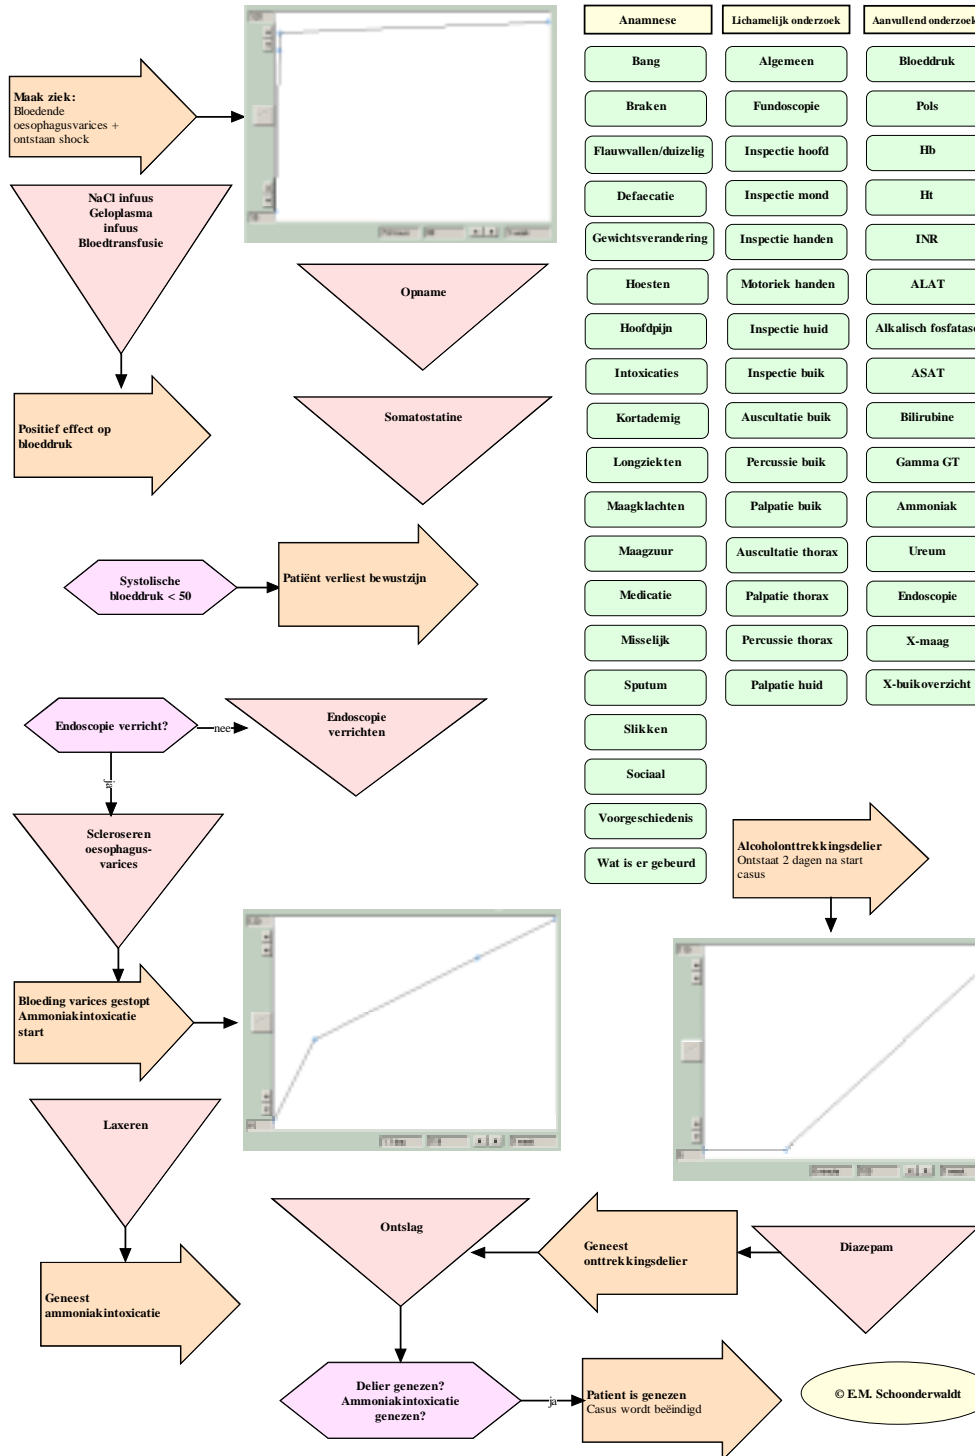 Maak ziek:
Bloedende
oesophagusvarices +
ontstaan shock
NaCl infuus
Geloplasma
infuus
Bloedtransfusie
Positief effect op
bloeddruk
Opname
Somatostatine
Systolische
bloeddruk < 50
Patiënt verliest bewustzijn
Endoscopie verricht?
nee
Endoscopie
verrichten
ja
Scleroseren
oesophagus-
varices
Bloeding varices gestopt
Ammoniakintoxicatie
start
Laxeren
Geneest
ammoniakintoxicatie
Anamnese
Bang
Braken
Flauwvallen/duizelig
Defaecatie
Gewichtsverandering
Hoesten
Hoofdpijn
Intoxicaties
Kortademig
Longziekten
Maagklachten
Maagzuur
Medicatie
Misselijk
Sputum
Slikken
Sociaal
Voorgeschiedenis
Wat is er gebeurd
Lichamelijk onderzoek
Algemeen
Fundoscopie
Inspectie hoofd
Inspectie mond
Inspectie handen
Motoriek handen
Inspectie huid
Inspectie buik
Auscultatie buik
Percussie buik
Palpatie buik
Auscultatie thorax
Palpatie thorax
Percussie thorax
Palpatie huid
Aanvullend onderzoek
Bloeddruk
Pols
Hb
Ht
INR
ALAT
Alkalisch fosfatase
ASAT
Bilirubine
Gamma GT
Ammoniak
Ureum
Endoscopie
X-maag
X-buikoverzicht
Alcoholonttrekkingsdelier
Ontstaat 2 dagen na start
casus
Diazepam
Geneest
onttrekkingsdelier
Ontslag
Delier genezen?
Ammoniakintoxicatie
genezen?
ja
Patient is genezen
Casus wordt beëindigd
© E.M. Schoonderwaldt